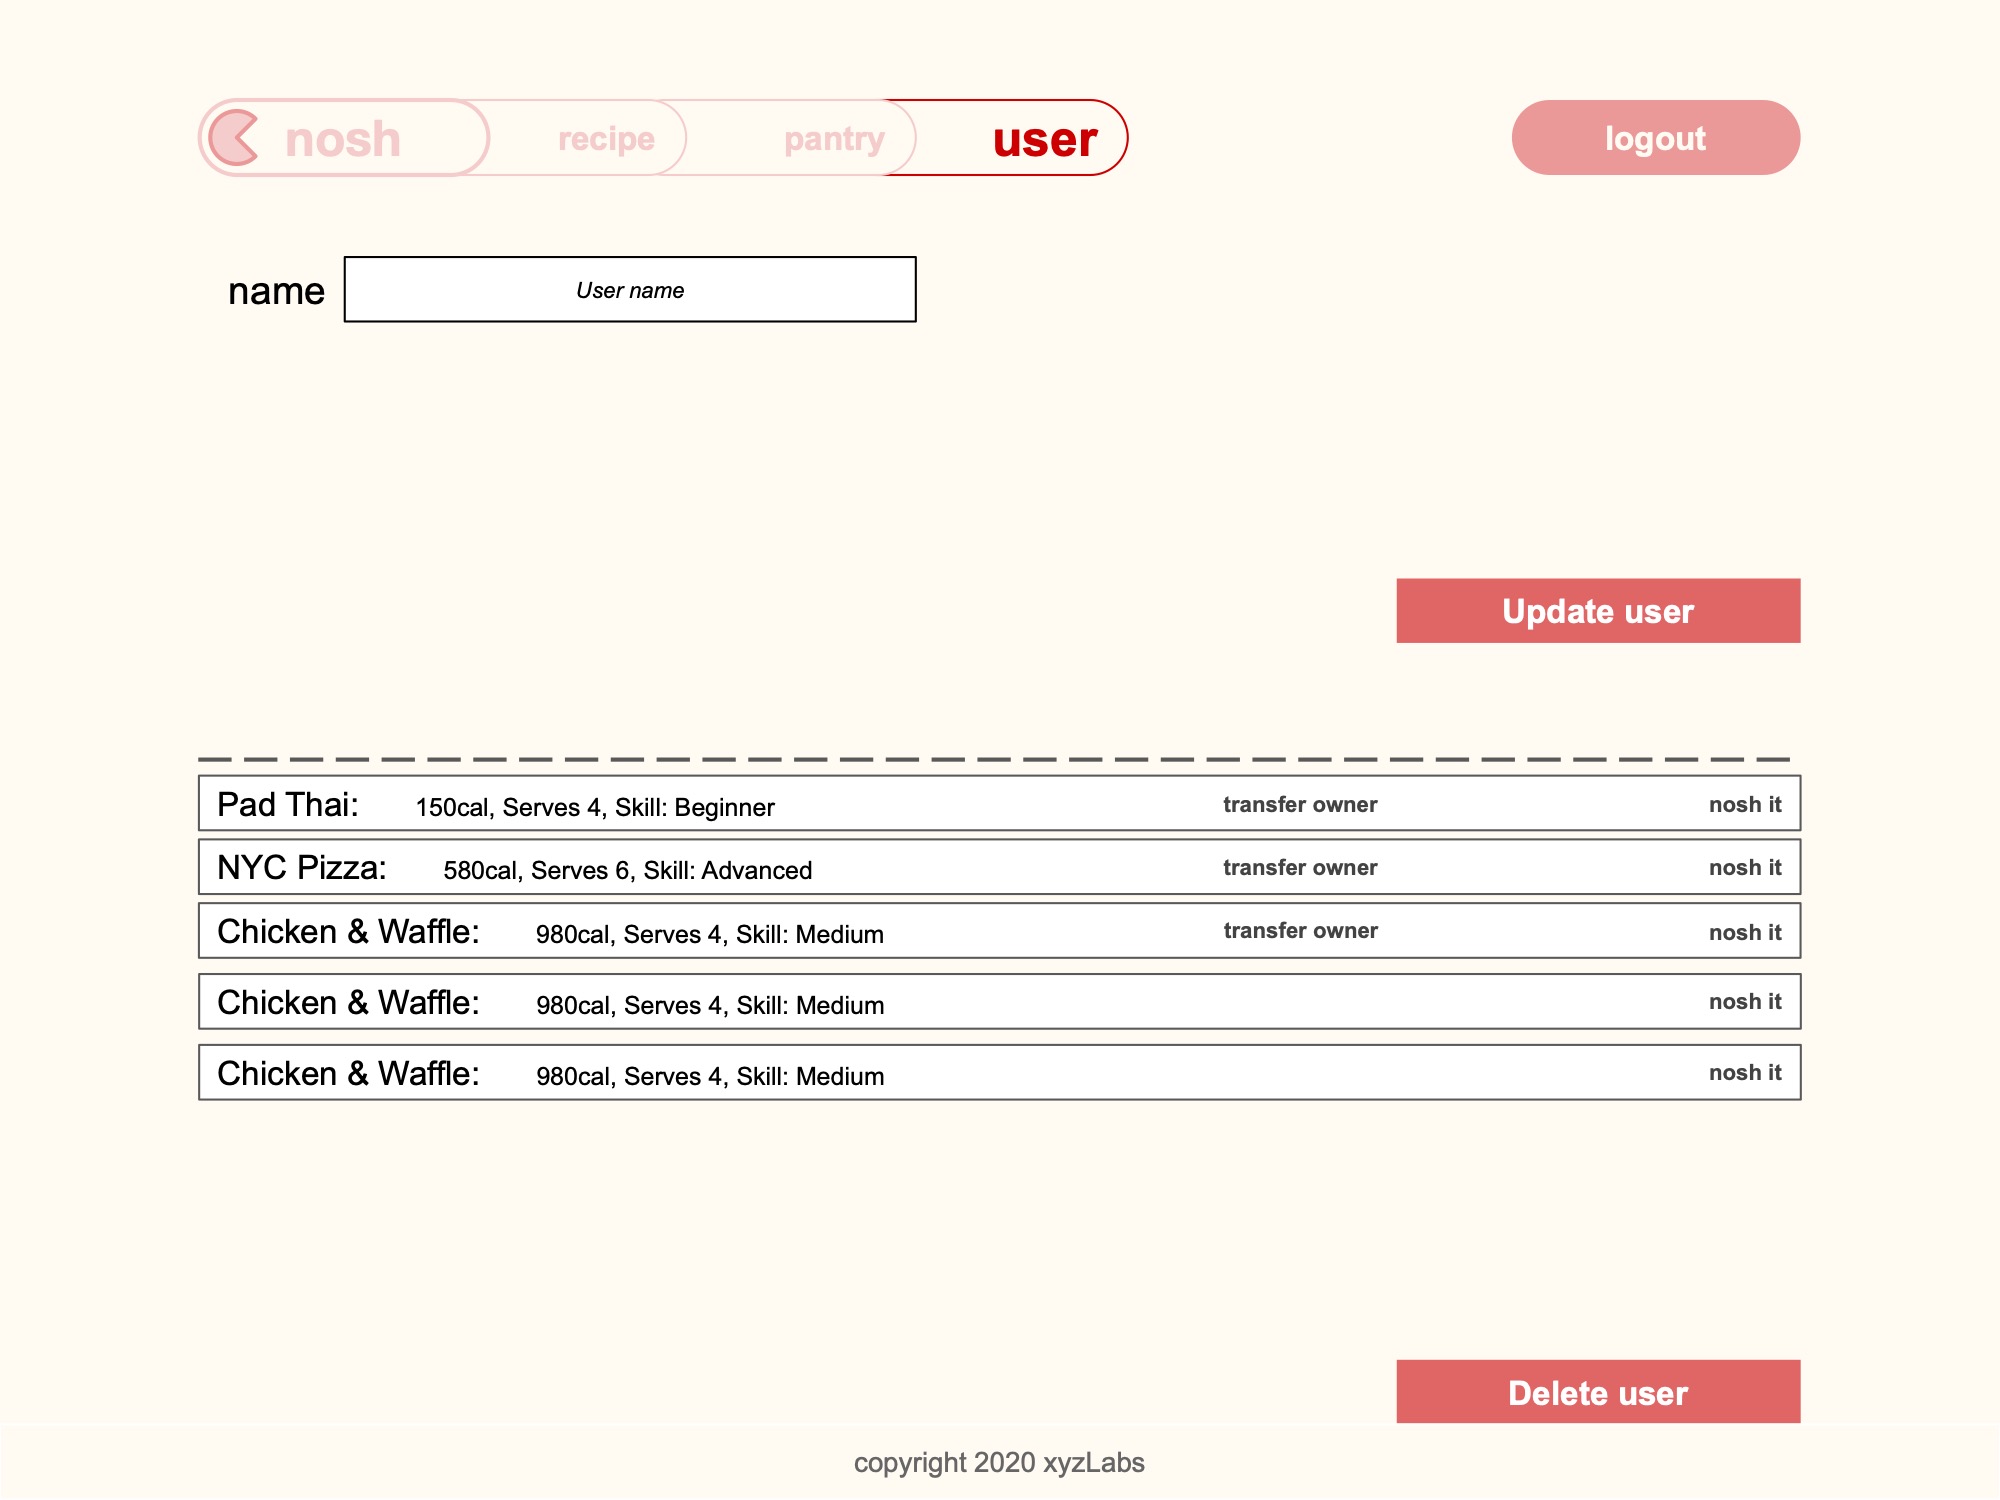 nosh recipe pantry user logout
name User name
Update user
Pad Thai: 150cal, Serves 4, Skill: Beginner transfer owner nosh it
NYC Pizza: 580cal, Serves 6, Skill: Advanced transfer owner nosh it
Chicken & Waffle: 980cal, Serves 4, Skill: Medium transfer owner nosh it
Chicken & Waffle: 980cal, Serves 4, Skill: Medium nosh it
Chicken & Waffle: 980cal, Serves 4, Skill: Medium nosh it
Delete user
copyright 2020 xyzLabs